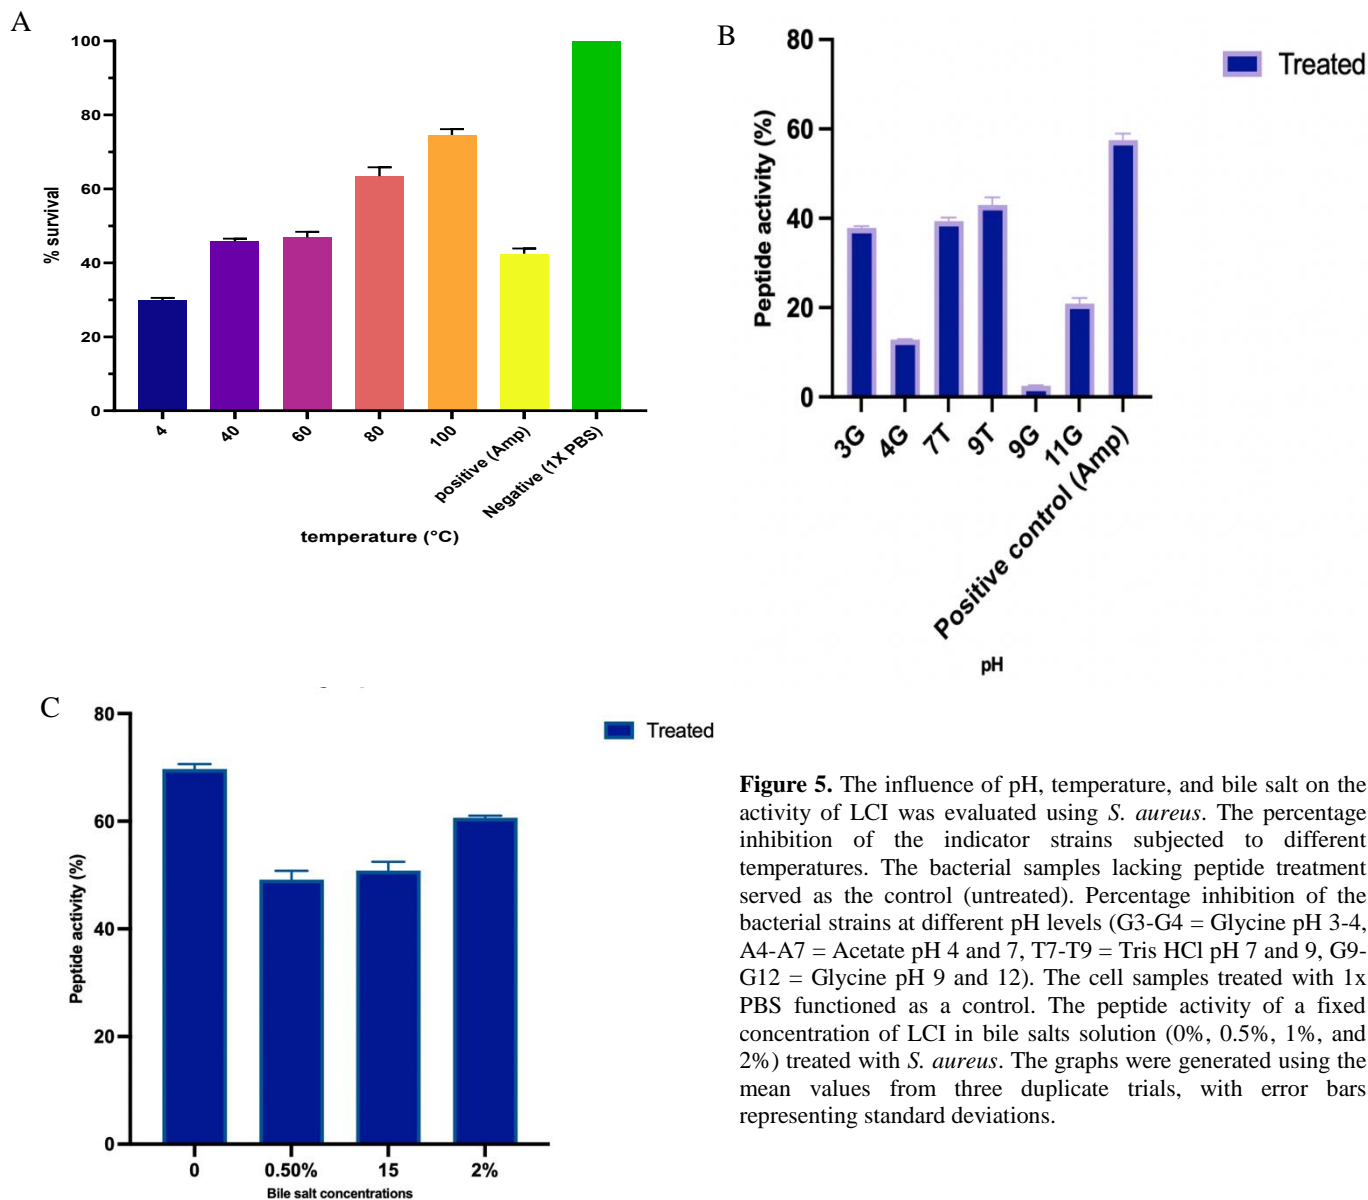 A
100
80
60
40
20
0
% survival
4
40
60
80
100
positive (Amp)
Negative (1X PBS)
temperature (°C)
B
80
60
40
20
0
Peptide activity (%)
Treated
3G
4G
7T
9T
9G
11G
Positive control (Amp)
pH
C
80
60
40
20
0
Peptide activity (%)
Treated
0
0.50%
15
2%
Bile salt concentrations
Figure 5. The influence of pH, temperature, and bile salt on the
activity of LCI was evaluated using S. aureus. The percentage
inhibition of the indicator strains subjected to different
temperatures. The bacterial samples lacking peptide treatment
served as the control (untreated). Percentage inhibition of the
bacterial strains at different pH levels (G3-G4 = Glycine pH 3-4,
A4-A7 = Acetate pH 4 and 7, T7-T9 = Tris HCl pH 7 and 9, G9-
G12 = Glycine pH 9 and 12). The cell samples treated with 1x
PBS functioned as a control. The peptide activity of a fixed
concentration of LCI in bile salts solution (0%, 0.5%, 1%, and
2%) treated with S. aureus. The graphs were generated using the
mean values from three duplicate trials, with error bars
representing standard deviations.